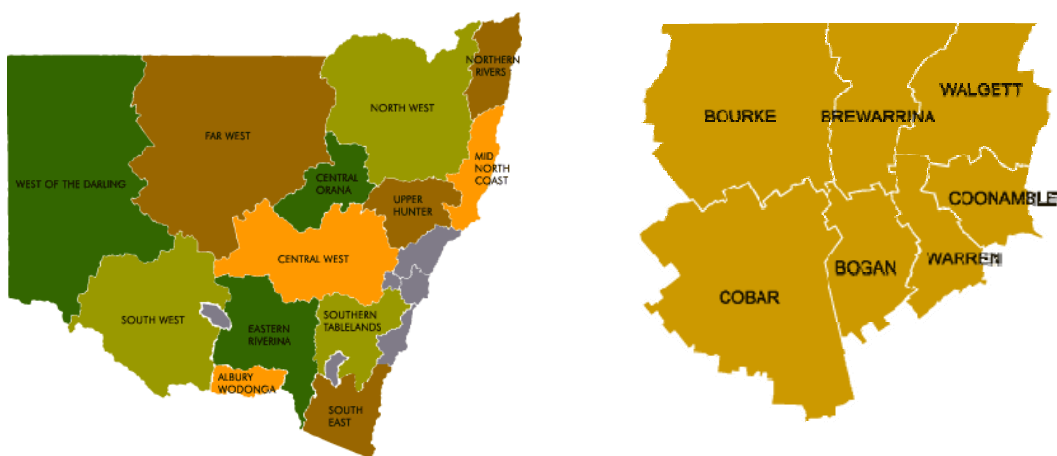 NORTHERN
RIVERS
NORTH WEST
FAR WEST
MID
NORTH
COAST
CENTRAL
ORANA
WEST OF THE DARLING
UPPER
HUNTER
CENTRAL WEST
SOUTH WEST
SOUTHERN
TABLELANDS
EASTERN
RIVERINA
ALBURY
WODONGA
SOUTH
EAST
WALGETT
BOURKE
BREWARRINA
COONAMBLE
WARREN
BOGAN
COBAR